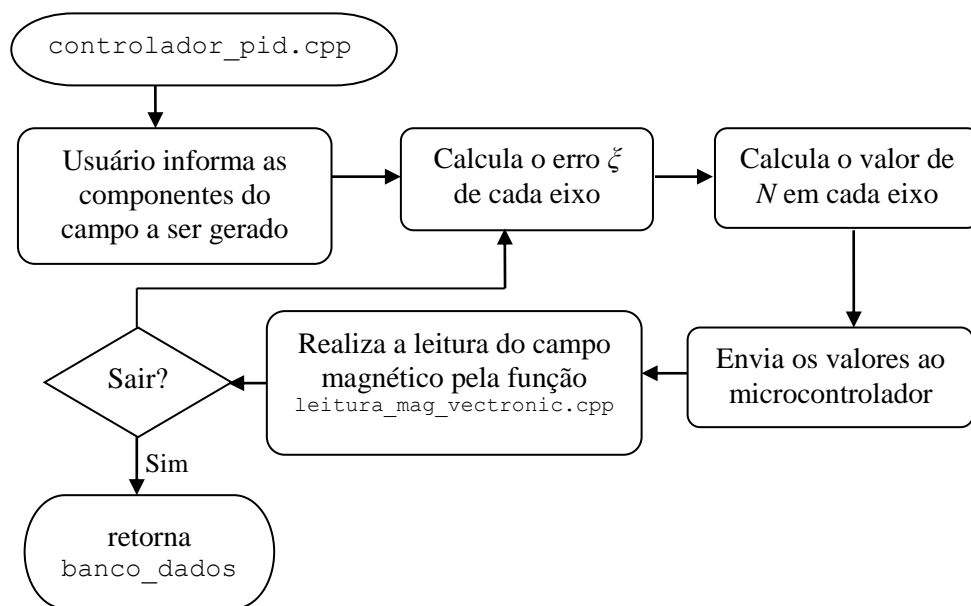 controlador_pid.cpp
Usuário informa as
componentes do
campo a ser gerado
Calcula o erro ξ
de cada eixo
Calcula o valor de
N em cada eixo
Envia os valores ao
microcontrolador
Realiza a leitura do campo
magnético pela função
leitura_mag_vectronic.cpp
Sair?
Sim
retorna
banco_dados